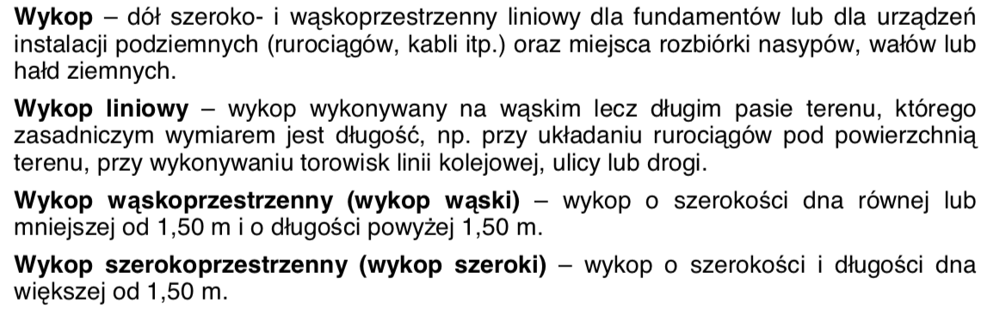 Wykop – dół szeroko- i wąskoprzestrzenny liniowy dla fundamentów lub dla urządzeń
instalacji podziemnych (rurociągów, kabli itp.) oraz miejsca rozbiórki nasypów, wałów lub
hałd ziemnych.
Wykop liniowy – wykop wykonywany na wąskim lecz długim pasie terenu, którego
zasadniczym wymiarem jest długość, np. przy układaniu rurociągów pod powierzchnią
terenu, przy wykonywaniu torowisk linii kolejowej, ulicy lub drogi.
Wykop wąskoprzestrzenny (wykop wąski) – wykop o szerokości dna równej lub
mniejszej od 1,50 m i o długości powyżej 1,50 m.
Wykop szerokoprzestrzenny (wykop szeroki) – wykop o szerokości i długości dna
większej od 1,50 m.